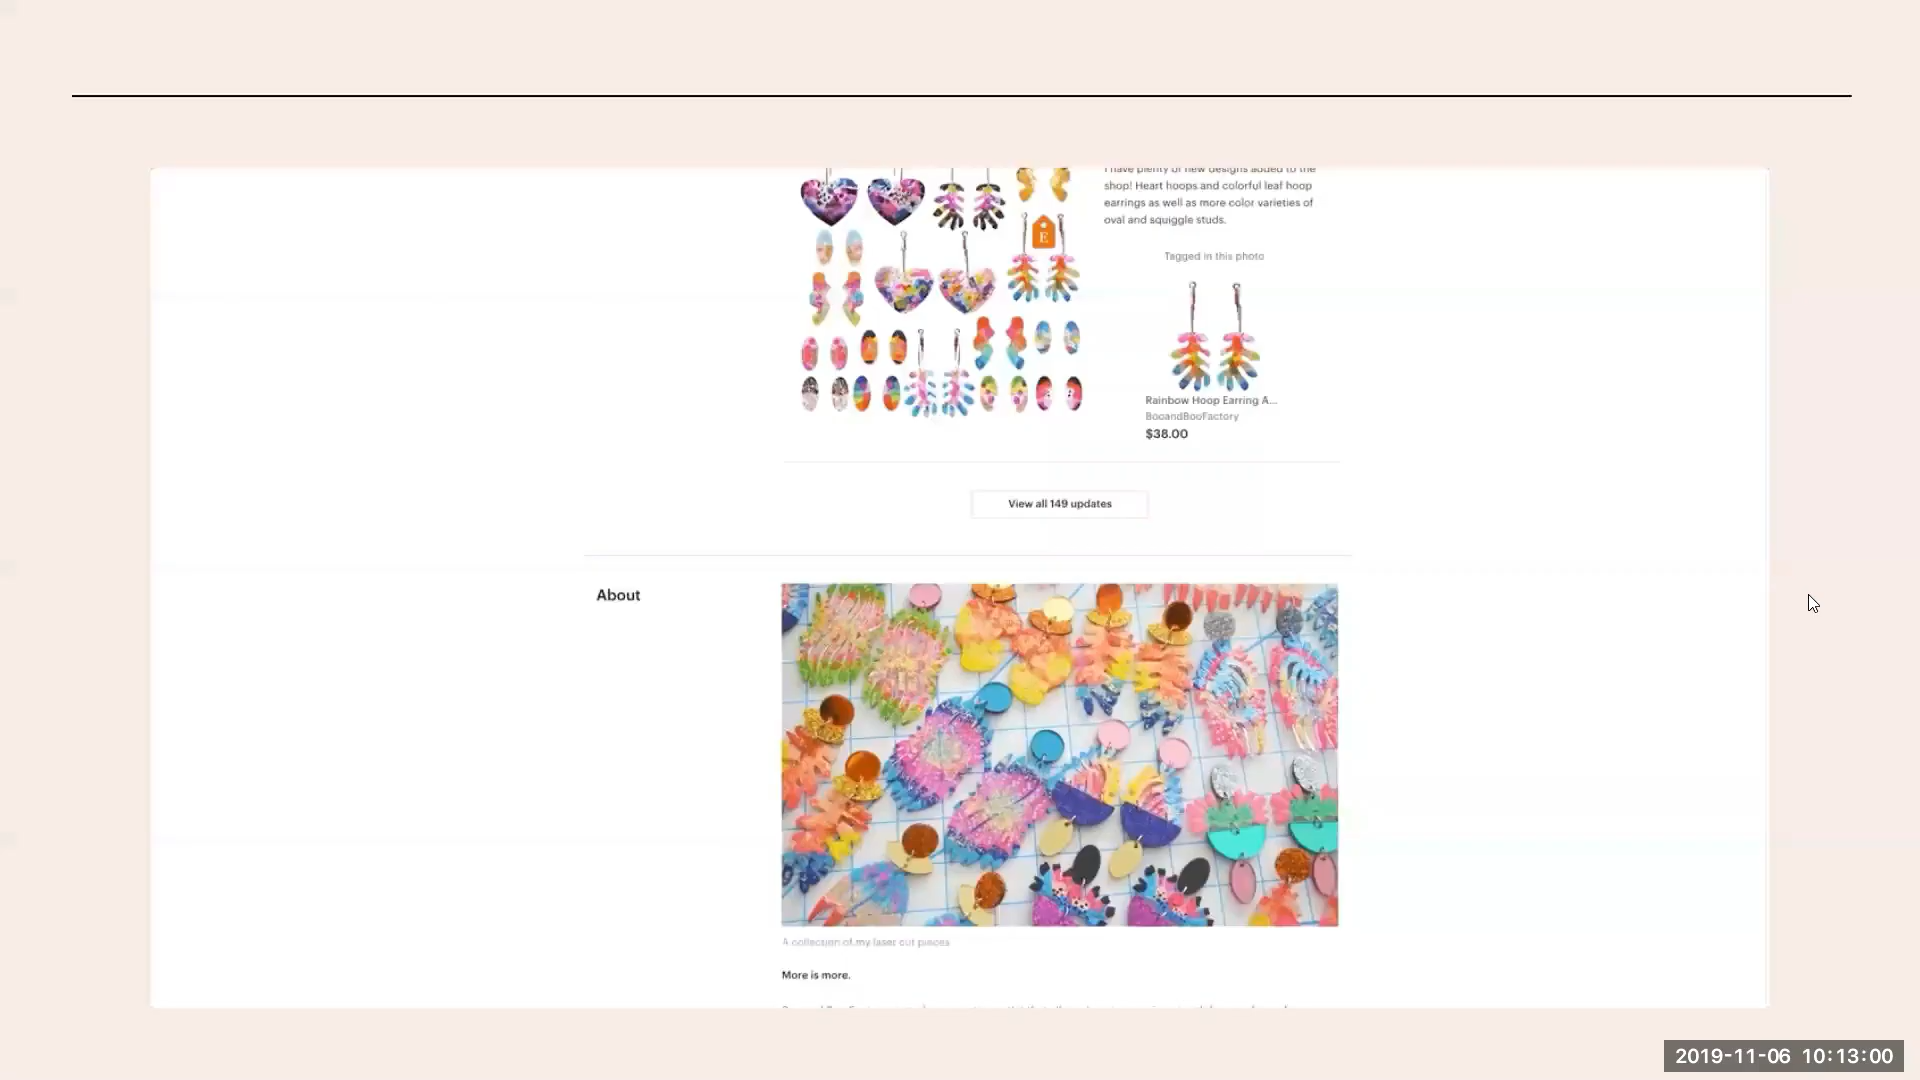 I have plenty of new designs added to the
shop! Heart hoops and colorful leaf hoop
earrings as well as more color varieties of
oval and squiggle studs.
E
Tagged in this photo
Rainbow Hoop Earring A...
BooandBooFactory
$38.00
View all 149 updates
About
A collection of my laser cut pieces
More is more.
2019-11-06 10:13:00